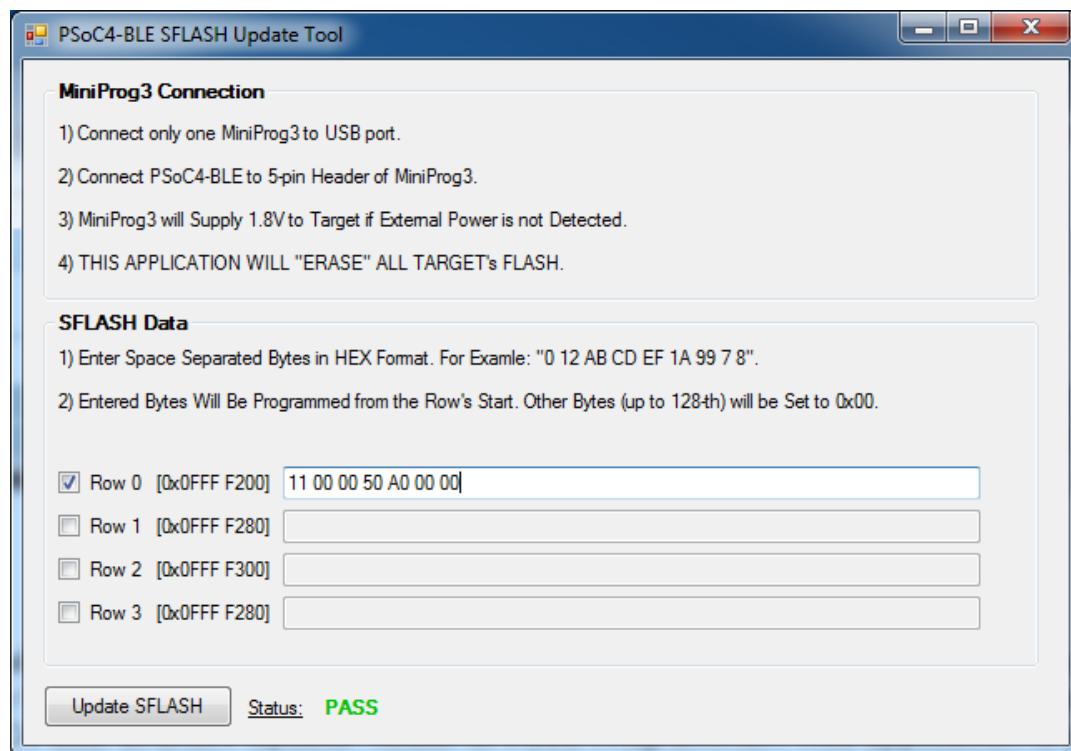 PSoC4-BLE SFLASH Update Tool
MiniProg3 Connection
1) Connect only one MiniProg3 to USB port.
2) Connect PSoC4-BLE to 5-pin Header of MiniProg3.
3) MiniProg3 will Supply 1.8V to Target if External Power is not Detected.
4) THIS APPLICATION WILL "ERASE" ALL TARGET's FLASH.
SFLASH Data
1) Enter Space Separated Bytes in HEX Format. For Examle: "0 12 AB CD EF 1A 99 7 8".
2) Entered Bytes Will Be Programmed from the Row's Start. Other Bytes (up to 128-th) will be Set to 0x00.
Row 0 [0x0FFF F200] 11 00 00 50 A0 00 00
Row 1 [0x0FFF F280]
Row 2 [0x0FFF F300]
Row 3 [0x0FFF F280]
Update SFLASH Status: PASS